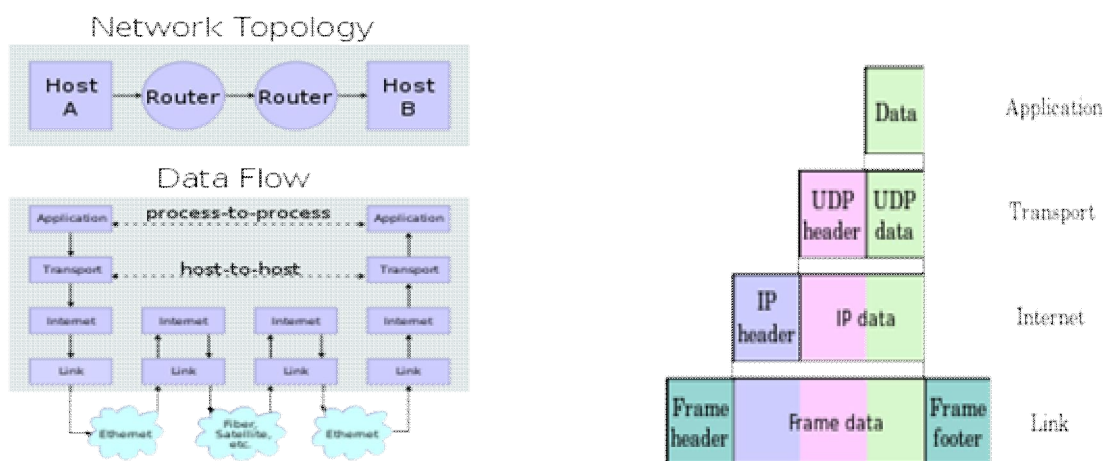 Network Topology
Host
A
Router
Router
Host
B
Data Flow
Application
process-to-process
Application
Transport
host-to-host
Transport
Internet
Internet
Internet
Internet
Link
Link
Link
Link
Ethernet
Fiber,
Satellite,
etc.
Ethernet
Data
Application
UDP
header
UDP
data
Transport
IP
header
IP data
Internet
Frame
header
Frame data
Frame
footer
Link